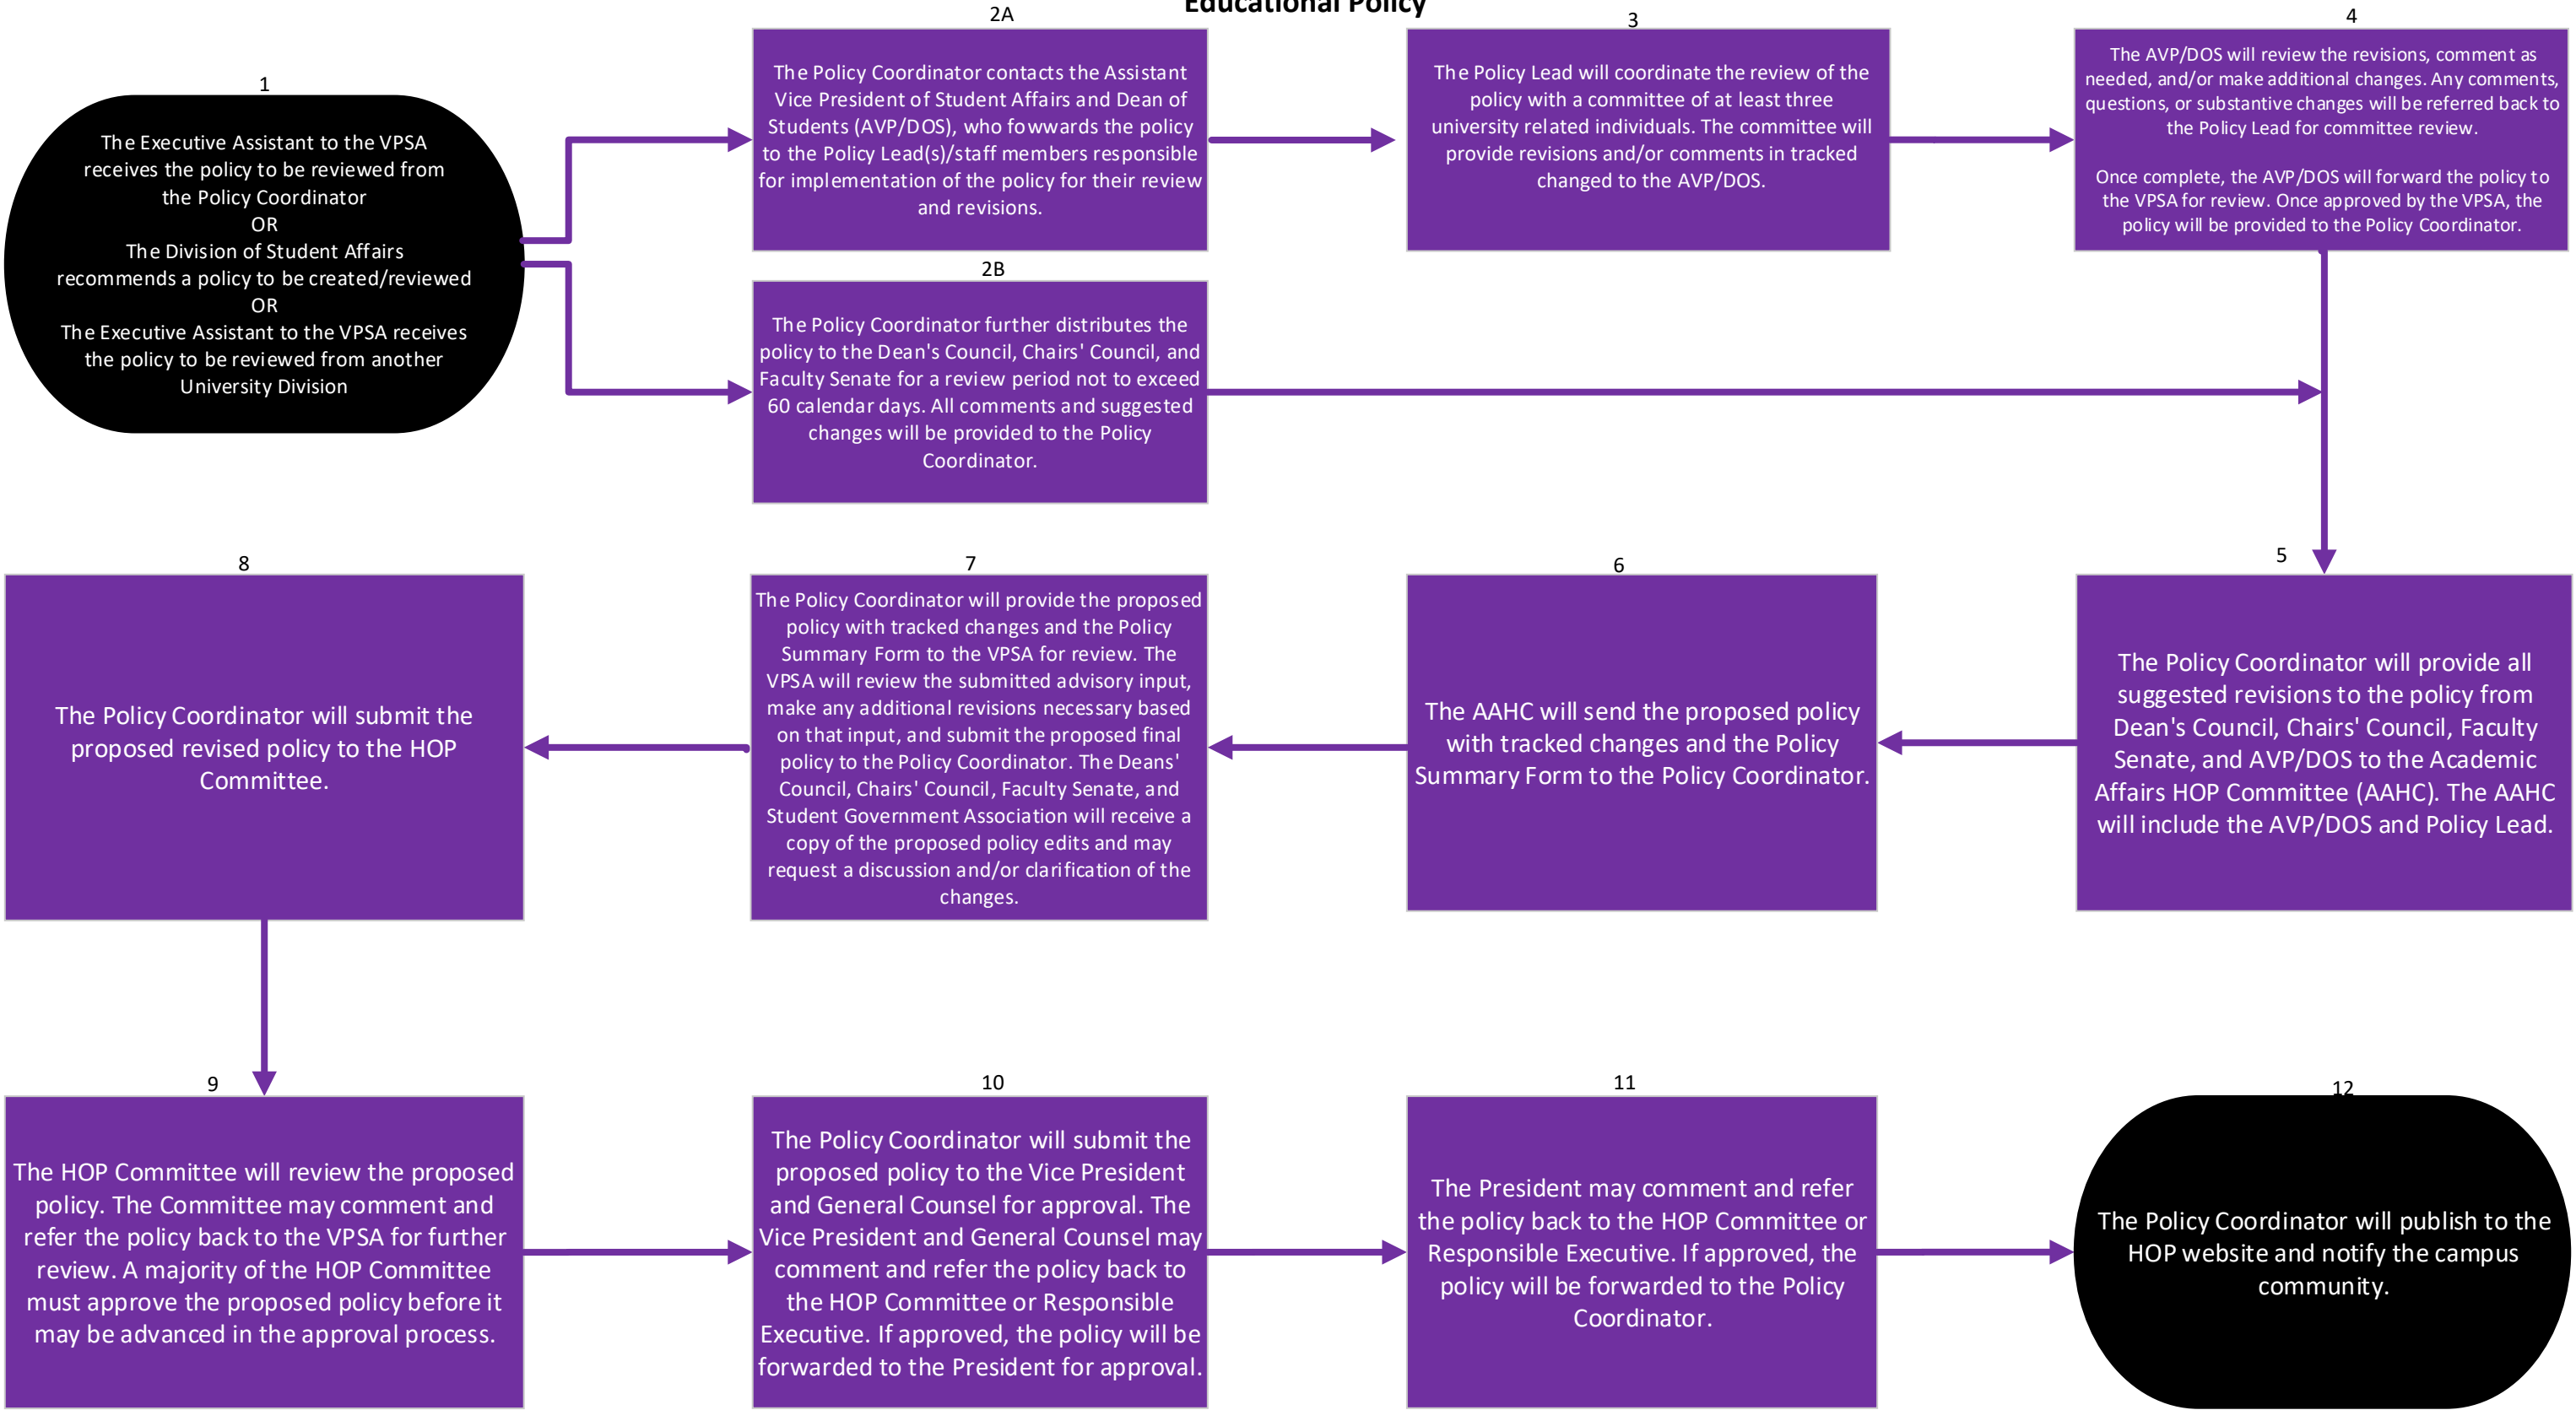 Educational Policy
1
The Executive Assistant to the VPSA
receives the policy to be reviewed from
the Policy Coordinator
OR
The Division of Student Affairs
recommends a policy to be created/reviewed
OR
The Executive Assistant to the VPSA receives
the policy to be reviewed from another
University Division
2A
The Policy Coordinator contacts the Assistant
Vice President of Student Affairs and Dean of
Students (AVP/DOS), who fowwards the policy
to the Policy Lead(s)/staff members responsible
for implementation of the policy for their review
and revisions.
2B
The Policy Coordinator further distributes the
policy to the Dean's Council, Chairs' Council, and
Faculty Senate for a review period not to exceed
60 calendar days. All comments and suggested
changes will be provided to the Policy
Coordinator.
3
The Policy Lead will coordinate the review of the
policy with a committee of at least three
university related individuals. The committee will
provide revisions and/or comments in tracked
changed to the AVP/DOS.
4
The AVP/DOS will review the revisions, comment as
needed, and/or make additional changes. Any comments,
questions, or substantive changes will be referred back to
the Policy Lead for committee review.
Once complete, the AVP/DOS will forward the policy to
the VPSA for review. Once approved by the VPSA, the
policy will be provided to the Policy Coordinator.
5
The Policy Coordinator will provide all
suggested revisions to the policy from
Dean's Council, Chairs' Council, Faculty
Senate, and AVP/DOS to the Academic
Affairs HOP Committee (AAHC). The AAHC
will include the AVP/DOS and Policy Lead.
6
The AAHC will send the proposed policy
with tracked changes and the Policy
Summary Form to the Policy Coordinator.
7
The Policy Coordinator will provide the proposed
policy with tracked changes and the Policy
Summary Form to the VPSA for review. The
VPSA will review the submitted advisory input,
make any additional revisions necessary based
on that input, and submit the proposed final
policy to the Policy Coordinator. The Deans'
Council, Chairs' Council, Faculty Senate, and
Student Government Association will receive a
copy of the proposed policy edits and may
request a discussion and/or clarification of the
changes.
8
The Policy Coordinator will submit the
proposed revised policy to the HOP
Committee.
9
The HOP Committee will review the proposed
policy. The Committee may comment and
refer the policy back to the VPSA for further
review. A majority of the HOP Committee
must approve the proposed policy before it
may be advanced in the approval process.
10
The Policy Coordinator will submit the
proposed policy to the Vice President
and General Counsel for approval. The
Vice President and General Counsel may
comment and refer the policy back to
the HOP Committee or Responsible
Executive. If approved, the policy will be
forwarded to the President for approval.
11
The President may comment and refer
the policy back to the HOP Committee or
Responsible Executive. If approved, the
policy will be forwarded to the Policy
Coordinator.
12
The Policy Coordinator will publish to the
HOP website and notify the campus
community.